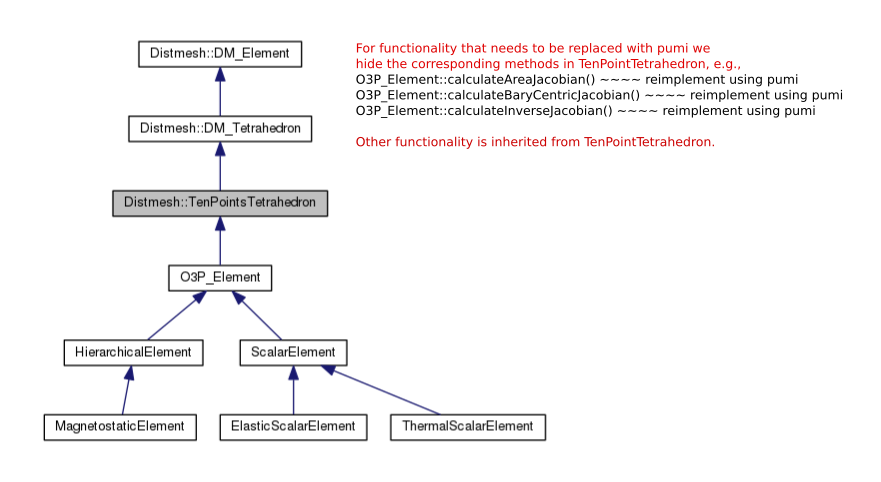 Distmesh::DM_Element
For functionality that needs to be replaced with pumi we
hide the corresponding methods in TenPointTetrahedron, e.g.,
O3P_Element::calculateAreaJacobian() ~~~~ reimplement using pumi
O3P_Element::calculateBaryCentricJacobian() ~~~~ reimplement using pumi
O3P_Element::calculateInverseJacobian() ~~~~ reimplement using pumi
Other functionality is inherited from TenPointTetrahedron.
Distmesh::DM_Tetrahedron
Distmesh::TenPointsTetrahedron
O3P_Element
HierarchicalElement
ScalarElement
MagnetostaticElement
ElasticScalarElement
ThermalScalarElement